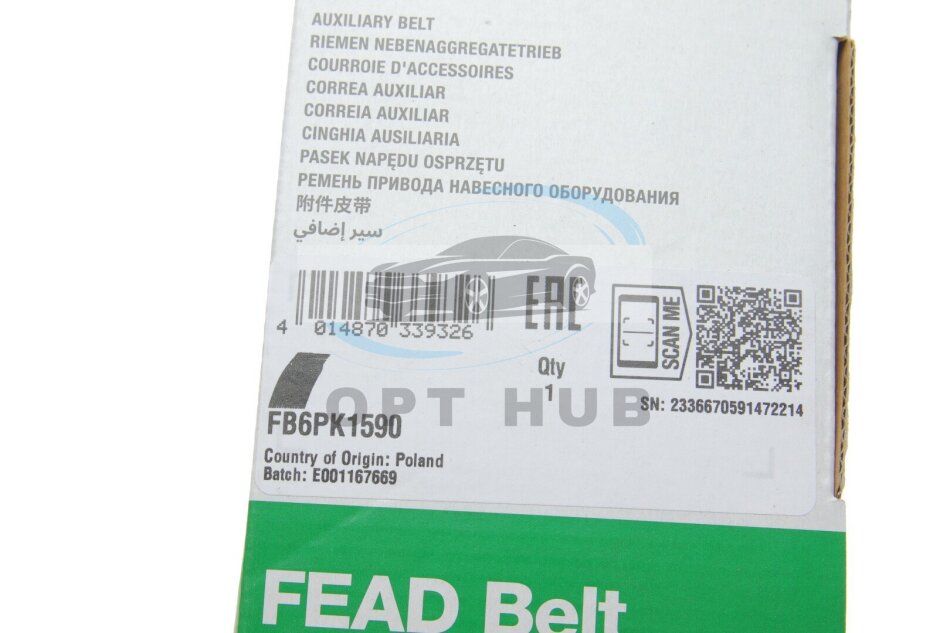 AUXILIARY BELT
RIEMEN NEBENAGGREGATETRIEB
COURROIE D'ACCESSOIRES
CORREA AUXILIAR
CORREIA AUXILIAR
CINGHIA AUSILIARIA
PASEK NAPĘDU OSPRZĘTU
РЕМЕНЬ ПРИВОДА НАВЕСНОГО ОБОРУДОВАНИЯ
附件皮带
سير إضافي
4 014870 339326
EAC
SCAN ME
Qty
1
SN: 2336670591472214
OPT HUB
FB6PK1590
Country of Origin: Poland
Batch: E001167669
FEAD Belt